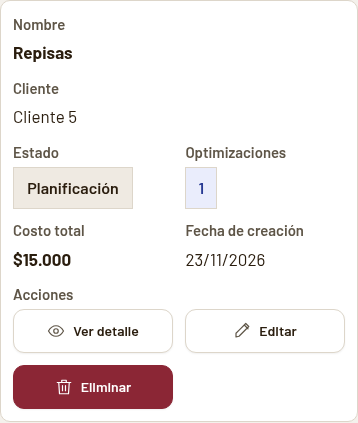 Nombre
Repisas
Cliente
Cliente 5
Estado Optimizaciones
Planificación 1
Costo total Fecha de creación
$15.000 23/11/2026
Acciones
Ver detalle Editar
Eliminar